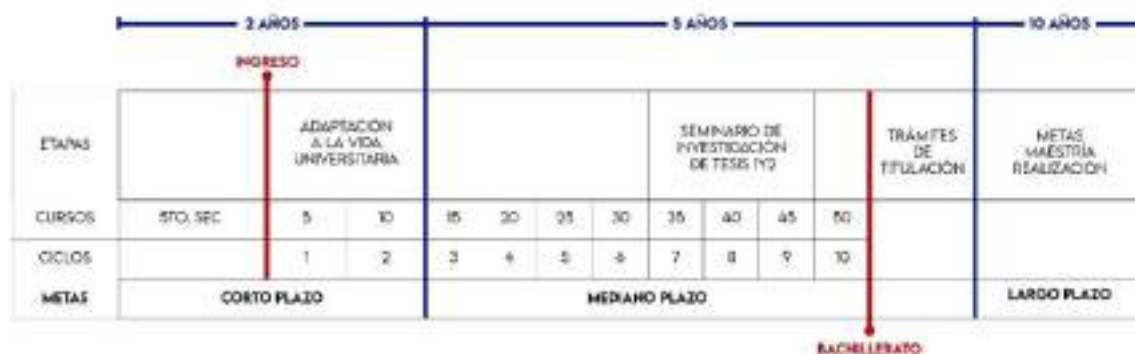 2 AÑOS 5 AÑOS 10 AÑOS
INGRESO
ETAPAS
ADAPTACIÓN
A LA VIDA
UNIVERSITARIA
SEMINARIO DE
INVESTIGACIÓN
DE TESIS 1Y2
TRÁMITES
DE
TITULACIÓN
METAS,
MAESTRÍA
REALIZACIÓN
CURSOS 5TO. SEC 5 10 15 20 25 30 35 40 45 50
CICLOS 1 2 3 4 5 6 7 8 9 10
METAS CORTO PLAZO MEDIANO PLAZO LARGO PLAZO
BACHILLERATO